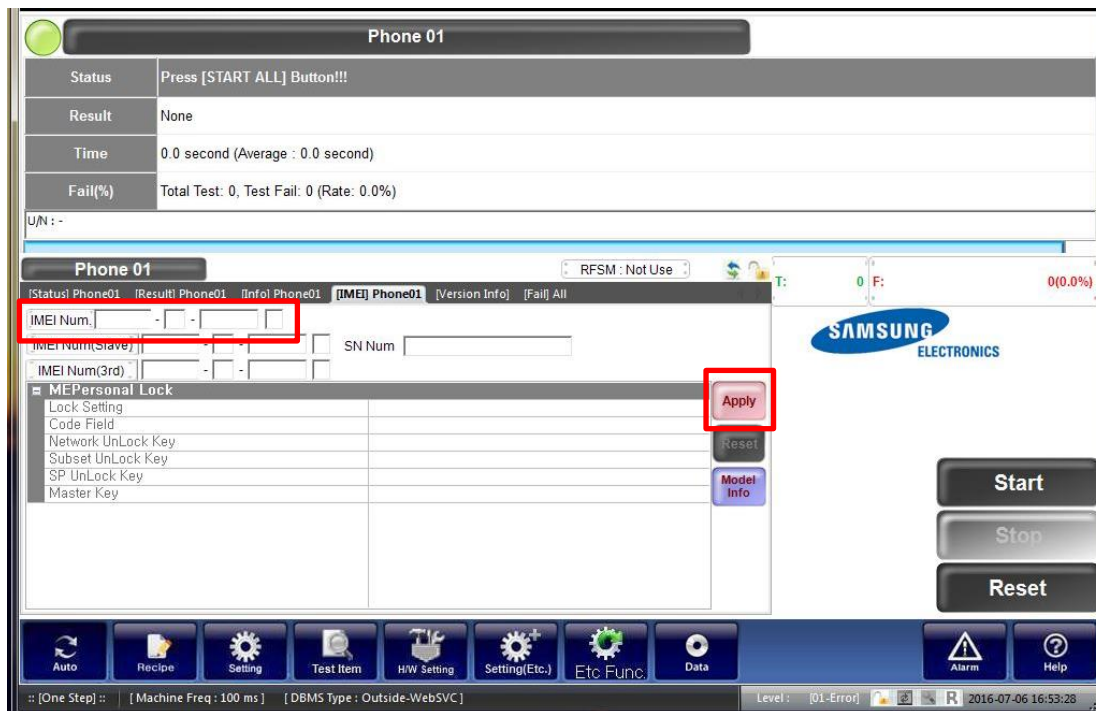 Phone 01
Status Press [START ALL] Button!!!
Result None
Time 0.0 second (Average : 0.0 second)
Fail(%) Total Test: 0, Test Fail: 0 (Rate: 0.0%)
U/N : -
Phone 01 RFSM : Not Use
T: 0 F: 0(0.0%)
[Status] Phone01 [Result] Phone01 [Info] Phone01 [IMEI] Phone01 [Version Info] [Fail] All
IMEI Num. - -
IMEI Num(Slave) - - SN Num
IMEI Num(3rd) - -
SAMSUNG
ELECTRONICS
MEPersonal Lock
Lock Setting
Code Field
Network UnLock Key
Subset UnLock Key
SP UnLock Key
Master Key
Apply
Reset
Model
Info
Start
Stop
Reset
Auto Recipe Setting Test Item H/W Setting Setting(Etc.) Etc Func. Data Alarm Help
:: [One Step] :: [ Machine Freq : 100 ms ] [ DBMS Type : Outside-WebSVC ] Level : [01-Error] R 2016-07-06 16:53:28